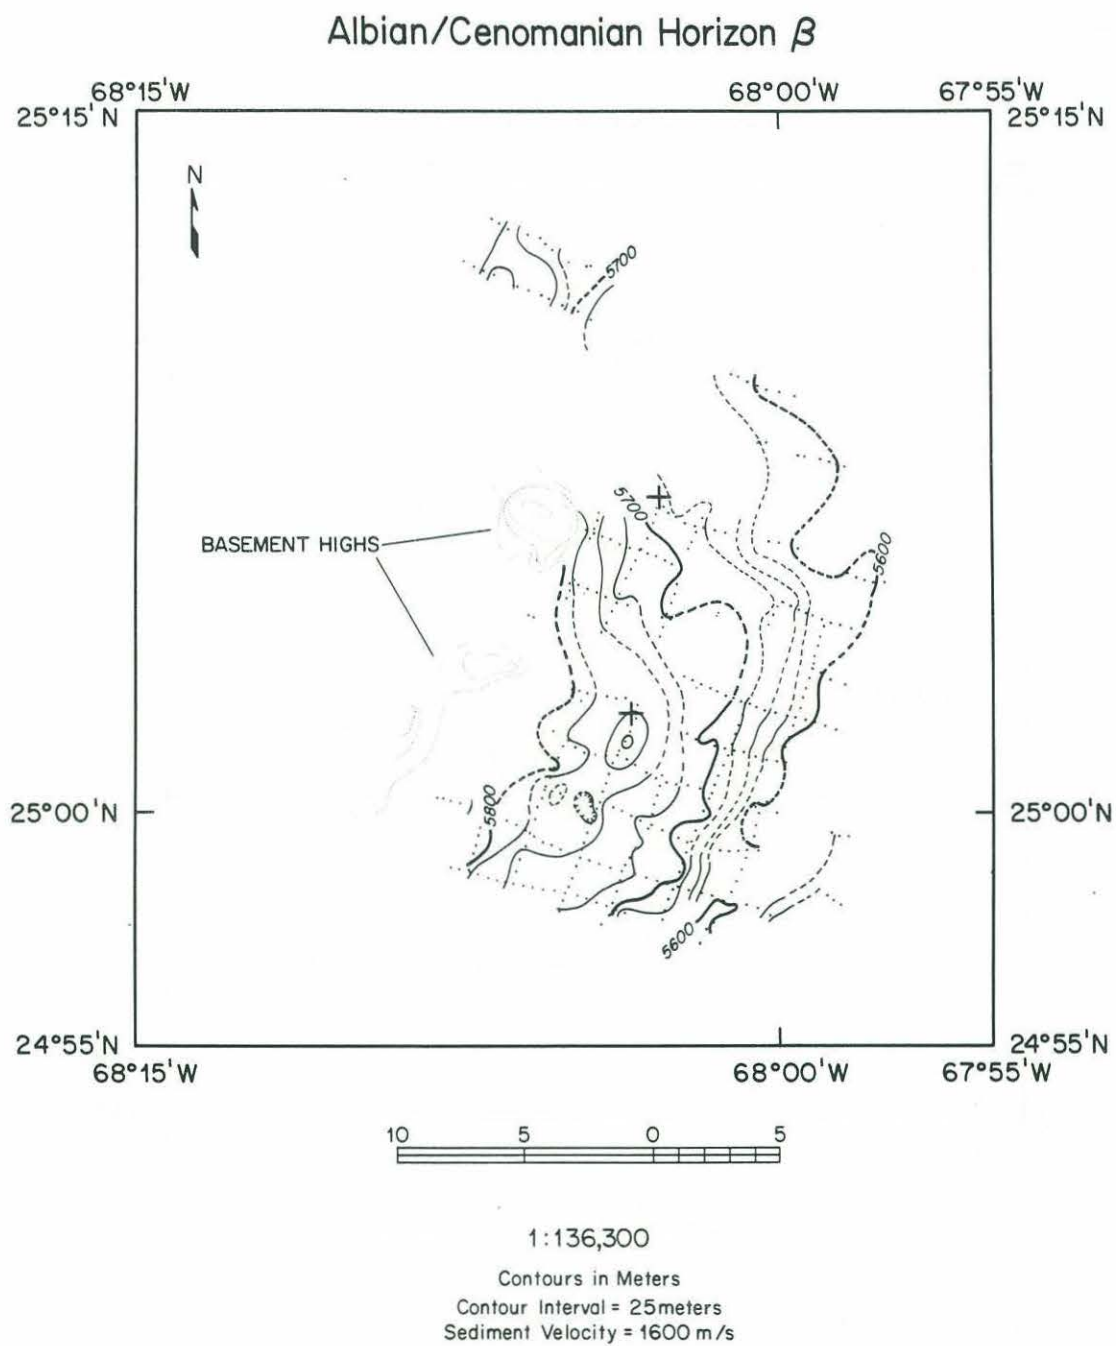 Albian/Cenomanian Horizon β
68°15'W 68°00'W 67°55'W
25°15'N 25°15'N
N
5700
5700
BASEMENT HIGHS
5600
5800
25°00'N 25°00'N
5600
24°55'N 24°55'N
68°15'W 68°00'W 67°55'W
10 5 0 5
1:136,300
Contours in Meters
Contour Interval = 25meters
Sediment Velocity = 1600 m/s